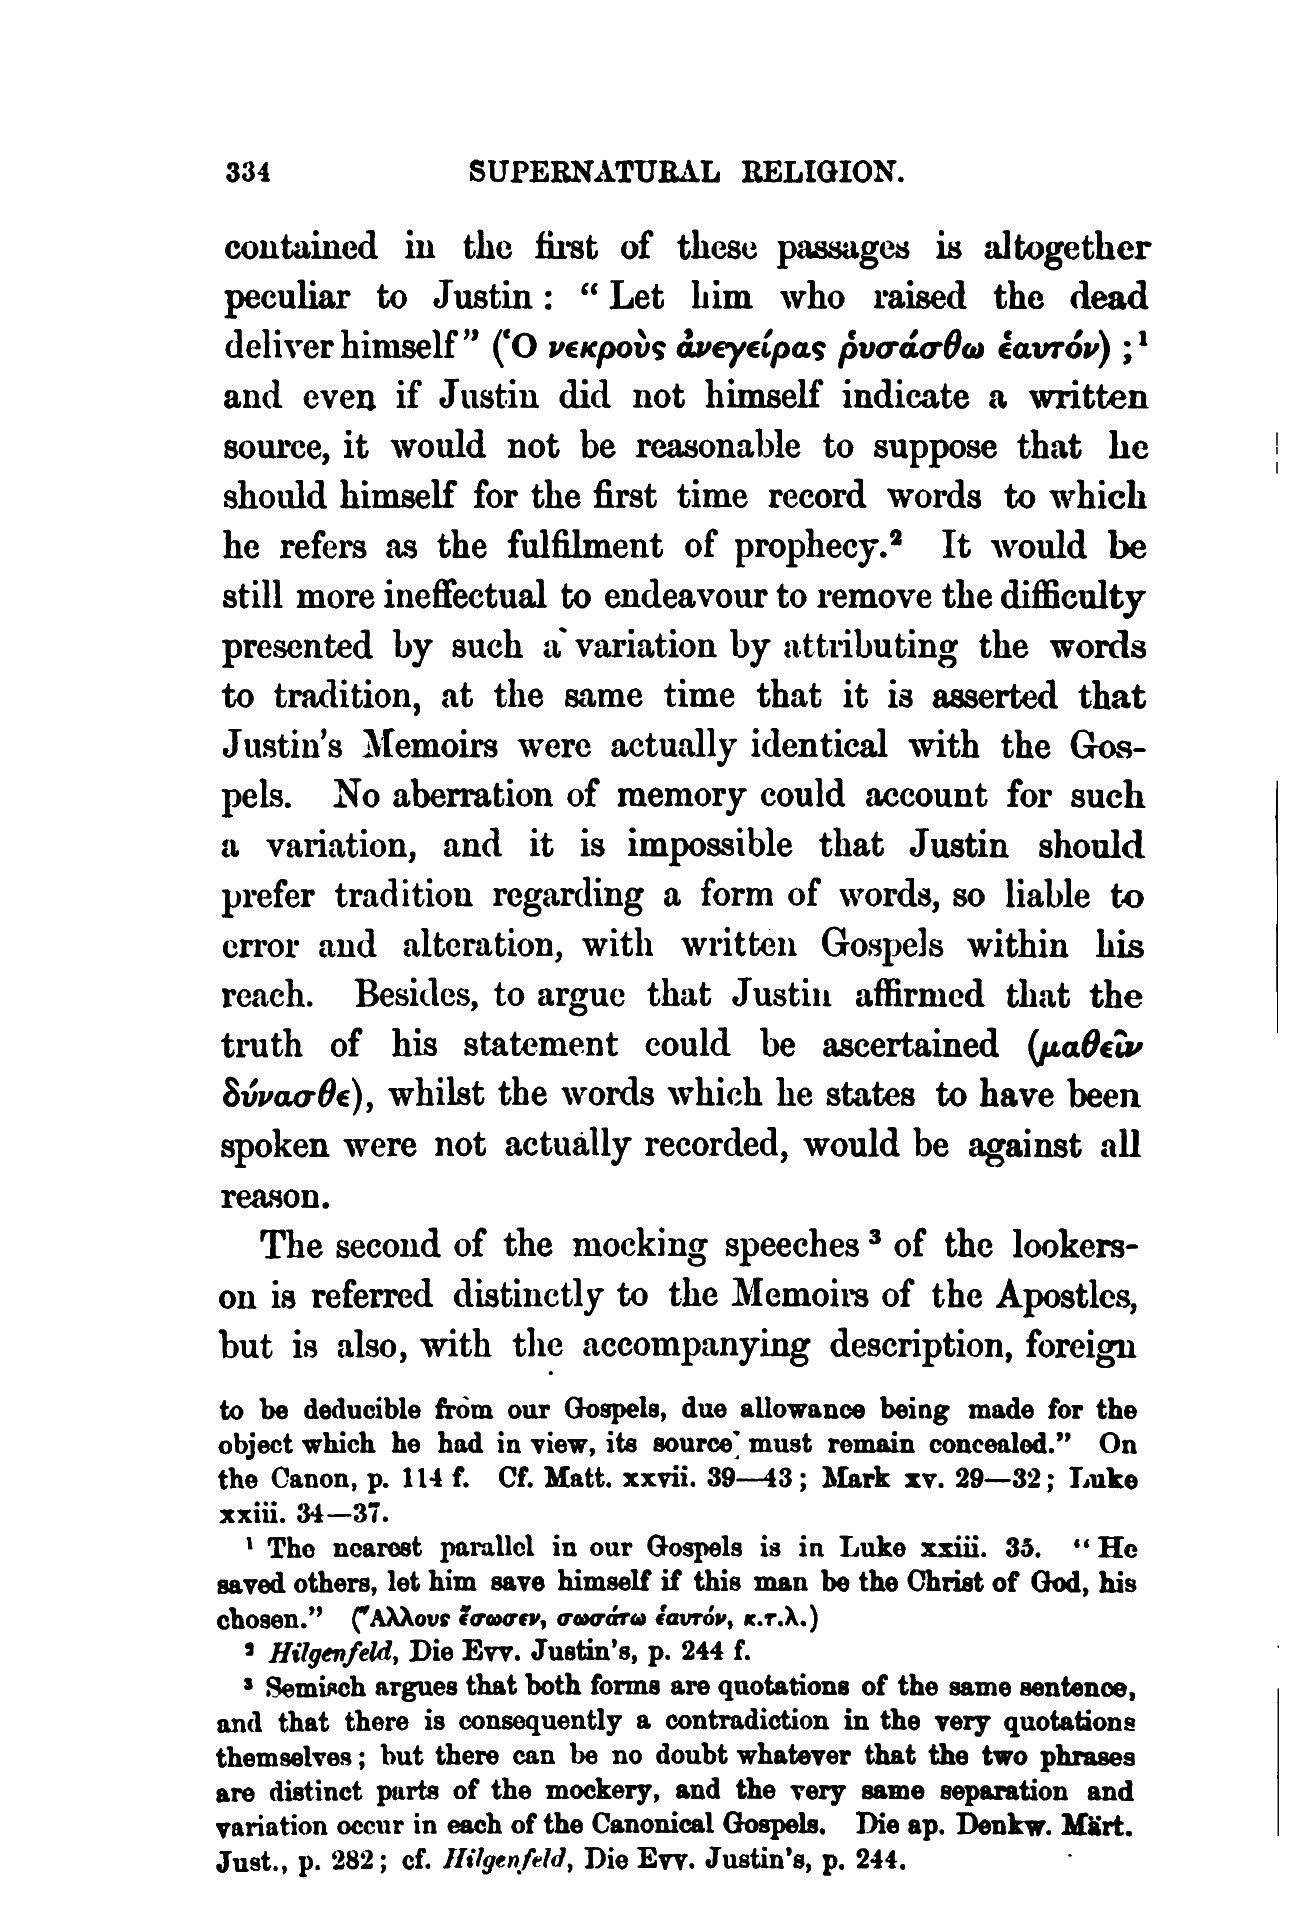 334 SUPERNATURAL RELIGION.
contained in the first of these passages is altogether
peculiar to Justin : “ Let him who raised the dead
deliver himself” (Ὁ νεκροὺς ἀνεγείρας ῥυσάσθω ἑαυτόν) ; ¹
and even if Justin did not himself indicate a written
source, it would not be reasonable to suppose that he
should himself for the first time record words to which
he refers as the fulfilment of prophecy.² It would be
still more ineffectual to endeavour to remove the difficulty
presented by such a variation by attributing the words
to tradition, at the same time that it is asserted that
Justin’s Memoirs were actually identical with the Gos-
pels. No aberration of memory could account for such
a variation, and it is impossible that Justin should
prefer tradition regarding a form of words, so liable to
error and alteration, with written Gospels within his
reach. Besides, to argue that Justin affirmed that the
truth of his statement could be ascertained (μαθεῖν
δύνασθε), whilst the words which he states to have been
spoken were not actually recorded, would be against all
reason.
The second of the mocking speeches ³ of the lookers-
on is referred distinctly to the Memoirs of the Apostles,
but is also, with the accompanying description, foreign
to be deducible from our Gospels, due allowance being made for the
object which he had in view, its source must remain concealed.” On
the Canon, p. 114 f. Cf. Matt. xxvii. 39—43 ; Mark xv. 29—32 ; Luke
xxiii. 34—37.
¹ The nearest parallel in our Gospels is in Luke xxiii. 35. “ He
saved others, let him save himself if this man be the Christ of God, his
chosen.” (Ἄλλους ἔσωσεν, σωσάτω ἑαυτόν, κ.τ.λ.)
² Hilgenfeld, Die Evv. Justin’s, p. 244 f.
³ Semisch argues that both forms are quotations of the same sentence,
and that there is consequently a contradiction in the very quotations
themselves ; but there can be no doubt whatever that the two phrases
are distinct parts of the mockery, and the very same separation and
variation occur in each of the Canonical Gospels. Die ap. Denkw. Märt.
Just., p. 282 ; cf. Hilgenfeld, Die Evv. Justin’s, p. 244.